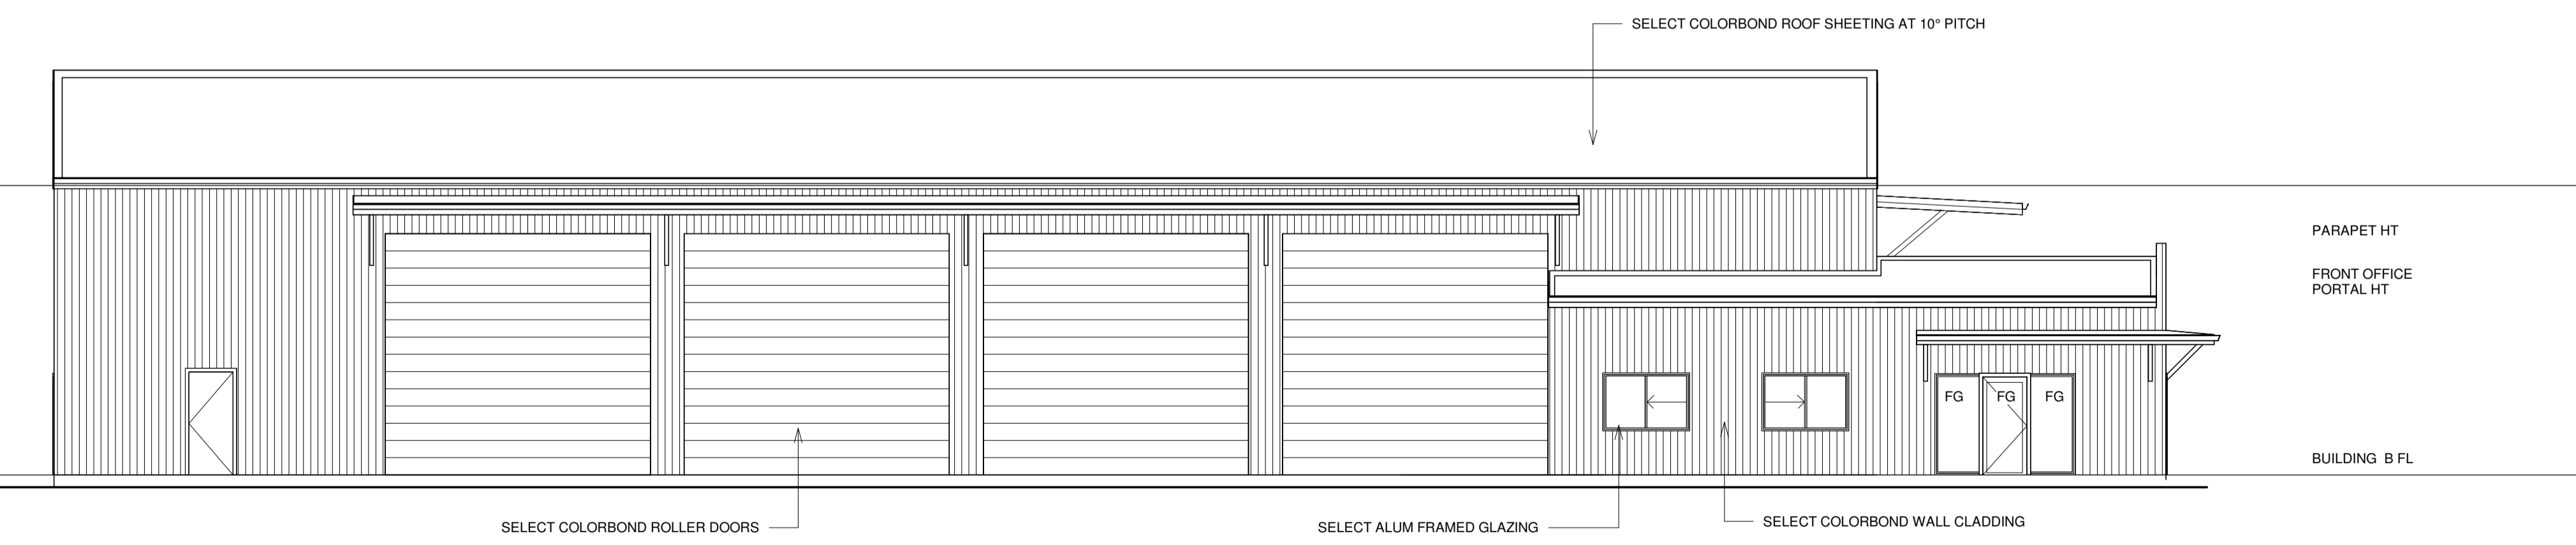 SELECT COLORBOND ROOF SHEETING AT 10° PITCH
PARAPET HT
FRONT OFFICE
PORTAL HT
FG FG FG
BUILDING B FL
SELECT COLORBOND ROLLER DOORS
SELECT ALUM FRAMED GLAZING
SELECT COLORBOND WALL CLADDING